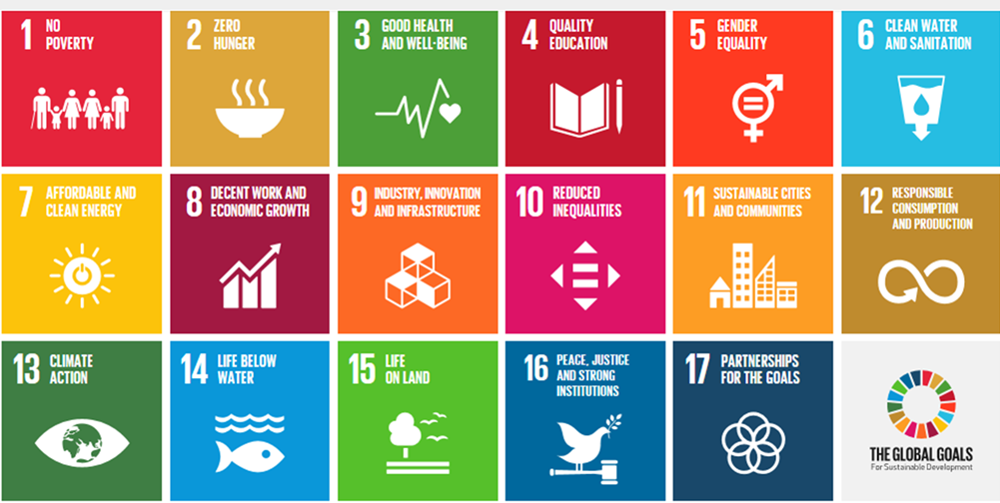 1 NO
POVERTY
2 ZERO
HUNGER
3 GOOD HEALTH
AND WELL-BEING
4 QUALITY
EDUCATION
5 GENDER
EQUALITY
6 CLEAN WATER
AND SANITATION
7 AFFORDABLE AND
CLEAN ENERGY
8 DECENT WORK AND
ECONOMIC GROWTH
9 INDUSTRY, INNOVATION
AND INFRASTRUCTURE
10 REDUCED
INEQUALITIES
11 SUSTAINABLE CITIES
AND COMMUNITIES
12 RESPONSIBLE
CONSUMPTION
AND PRODUCTION
13 CLIMATE
ACTION
14 LIFE BELOW
WATER
15 LIFE
ON LAND
16 PEACE, JUSTICE
AND STRONG
INSTITUTIONS
17 PARTNERSHIPS
FOR THE GOALS
THE GLOBAL GOALS
For Sustainable Development